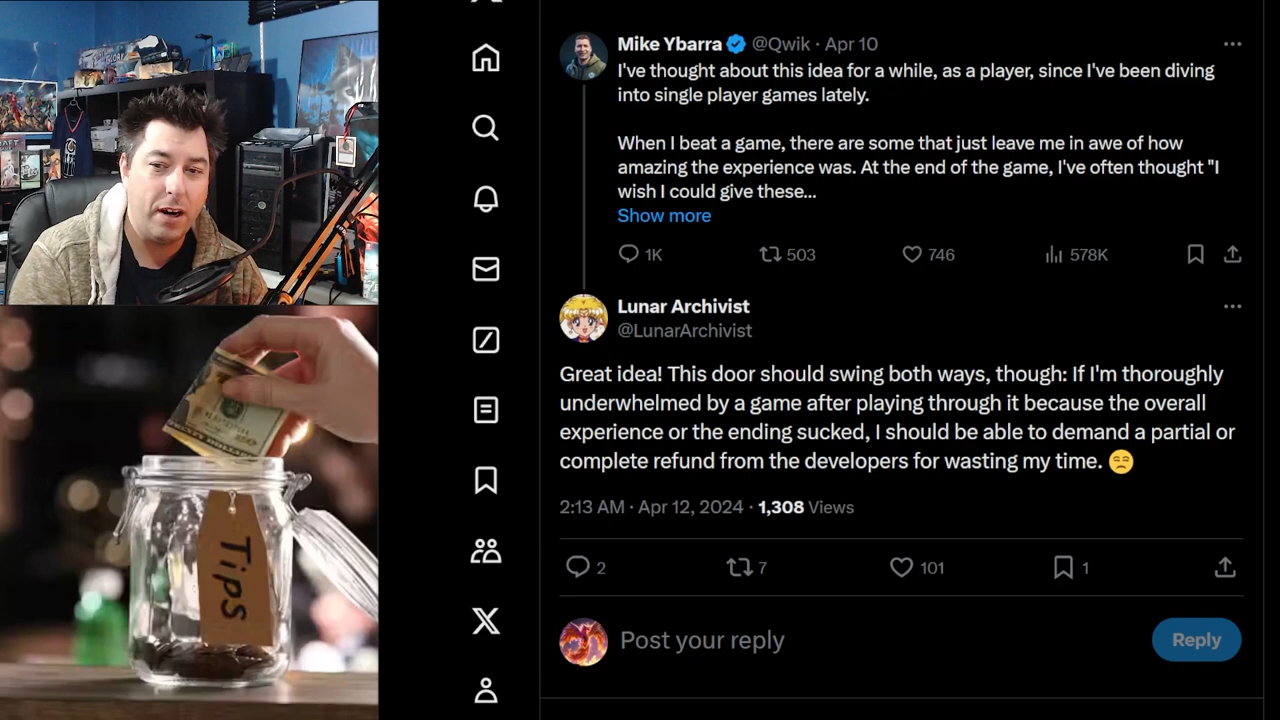 Mike Ybarra @Qwik · Apr 10
I've thought about this idea for a while, as a player, since I've been diving
into single player games lately.
When I beat a game, there are some that just leave me in awe of how
amazing the experience was. At the end of the game, I've often thought "I
wish I could give these...
Show more
1K 503 746 578K
Lunar Archivist
@LunarArchivist
Great idea! This door should swing both ways, though: If I'm thoroughly
underwhelmed by a game after playing through it because the overall
experience or the ending sucked, I should be able to demand a partial or
complete refund from the developers for wasting my time. 😒
2:13 AM · Apr 12, 2024 · 1,308 Views
2 7 101 1
Post your reply
Reply
Tips